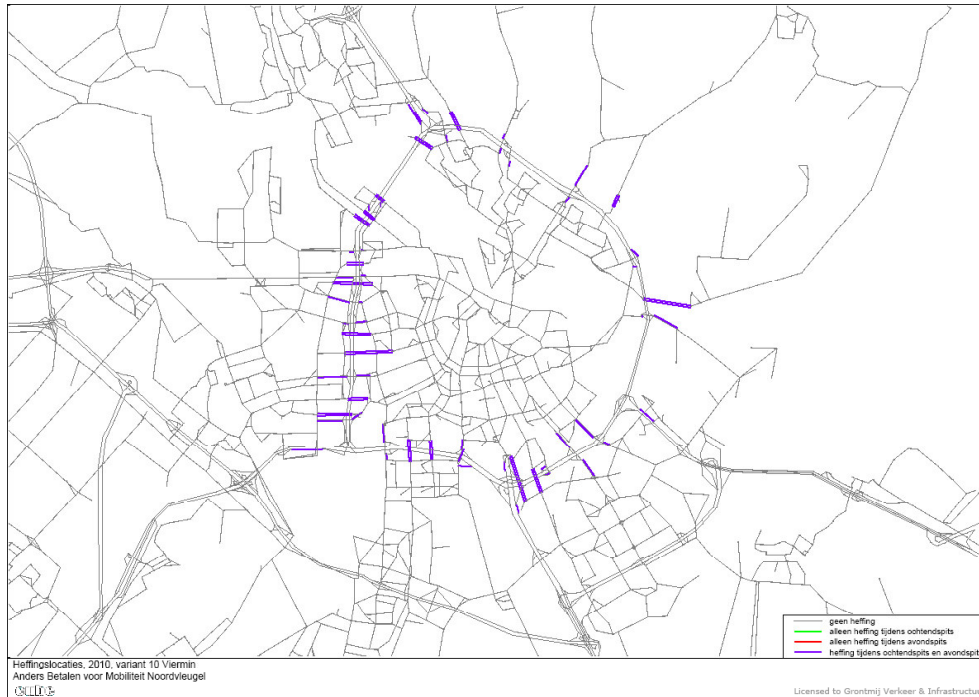 geen heffing
alleen heffing tijdens ochtendspits
alleen heffing tijdens avondspits
heffing tijdens ochtendspits en avondspits
Heffingslocaties, 2010, variant 10 Viermin
Anders Betalen voor Mobiliteit Noordvleugel
Licensed to Grontmij Verkeer & Infrastructuur